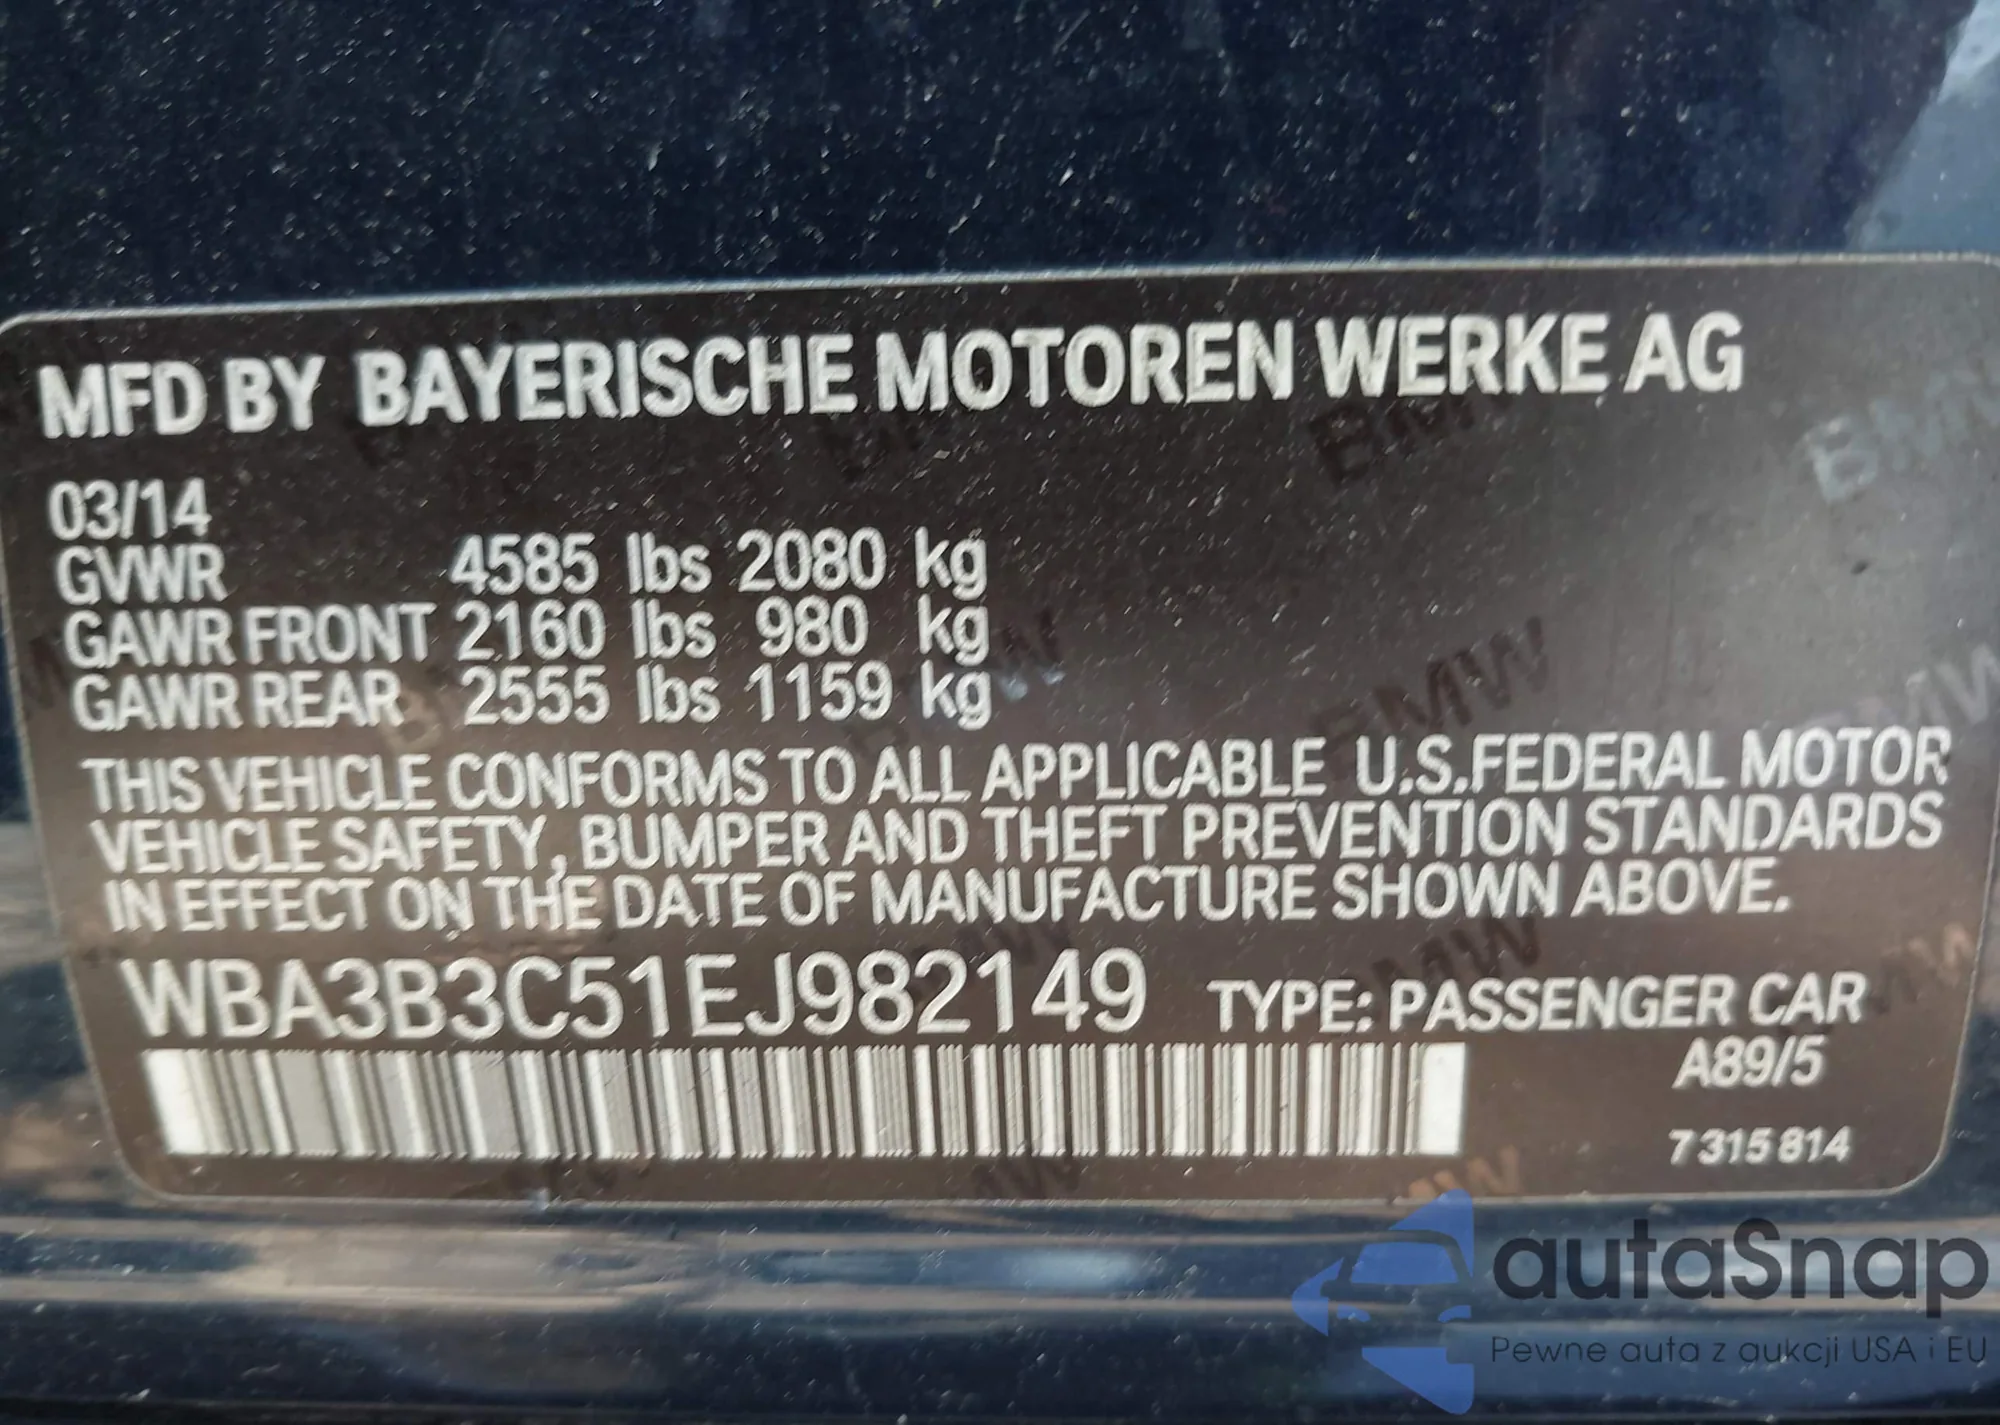 MFD BY BAYERISCHE MOTOREN WERKE AG
03/14
GVWR 4585 lbs 2080 kg
GAWR FRONT 2160 lbs 980 kg
GAWR REAR 2555 lbs 1159 kg
THIS VEHICLE CONFORMS TO ALL APPLICABLE U.S.FEDERAL MOTOR
VEHICLE SAFETY, BUMPER AND THEFT PREVENTION STANDARDS
IN EFFECT ON THE DATE OF MANUFACTURE SHOWN ABOVE.
WBA3B3C51EJ982149 TYPE: PASSENGER CAR
A89/5
7 315 814
BMW
BMW
BMW
autaSnap
Pewne auta z aukcji USA i EU